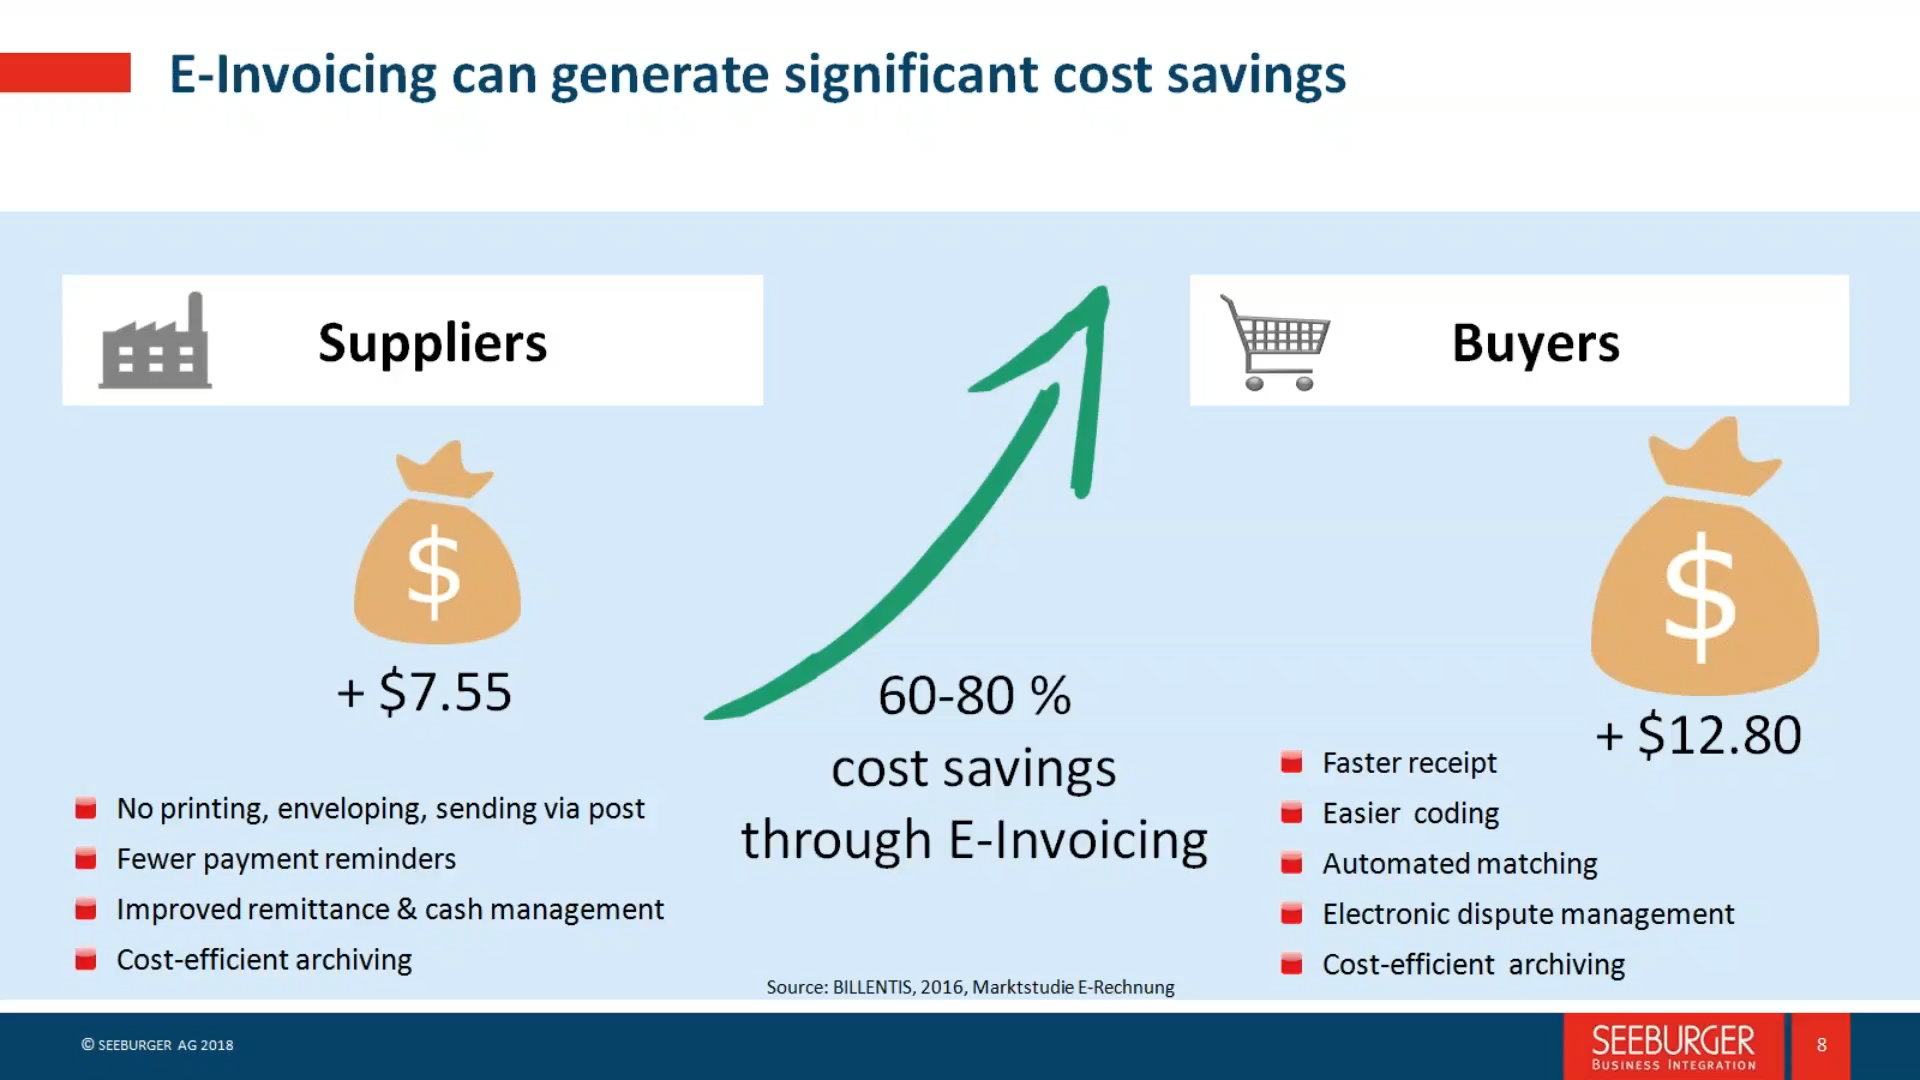 E-Invoicing can generate significant cost savings
Suppliers
$
+ $7.55
No printing, enveloping, sending via post
Fewer payment reminders
Improved remittance & cash management
Cost-efficient archiving
60-80 %
cost savings
through E-Invoicing
Source: BILLENTIS, 2016, Marktstudie E-Rechnung
Buyers
$
+ $12.80
Faster receipt
Easier coding
Automated matching
Electronic dispute management
Cost-efficient archiving
© SEEBURGER AG 2018
SEEBURGER
BUSINESS INTEGRATION
8